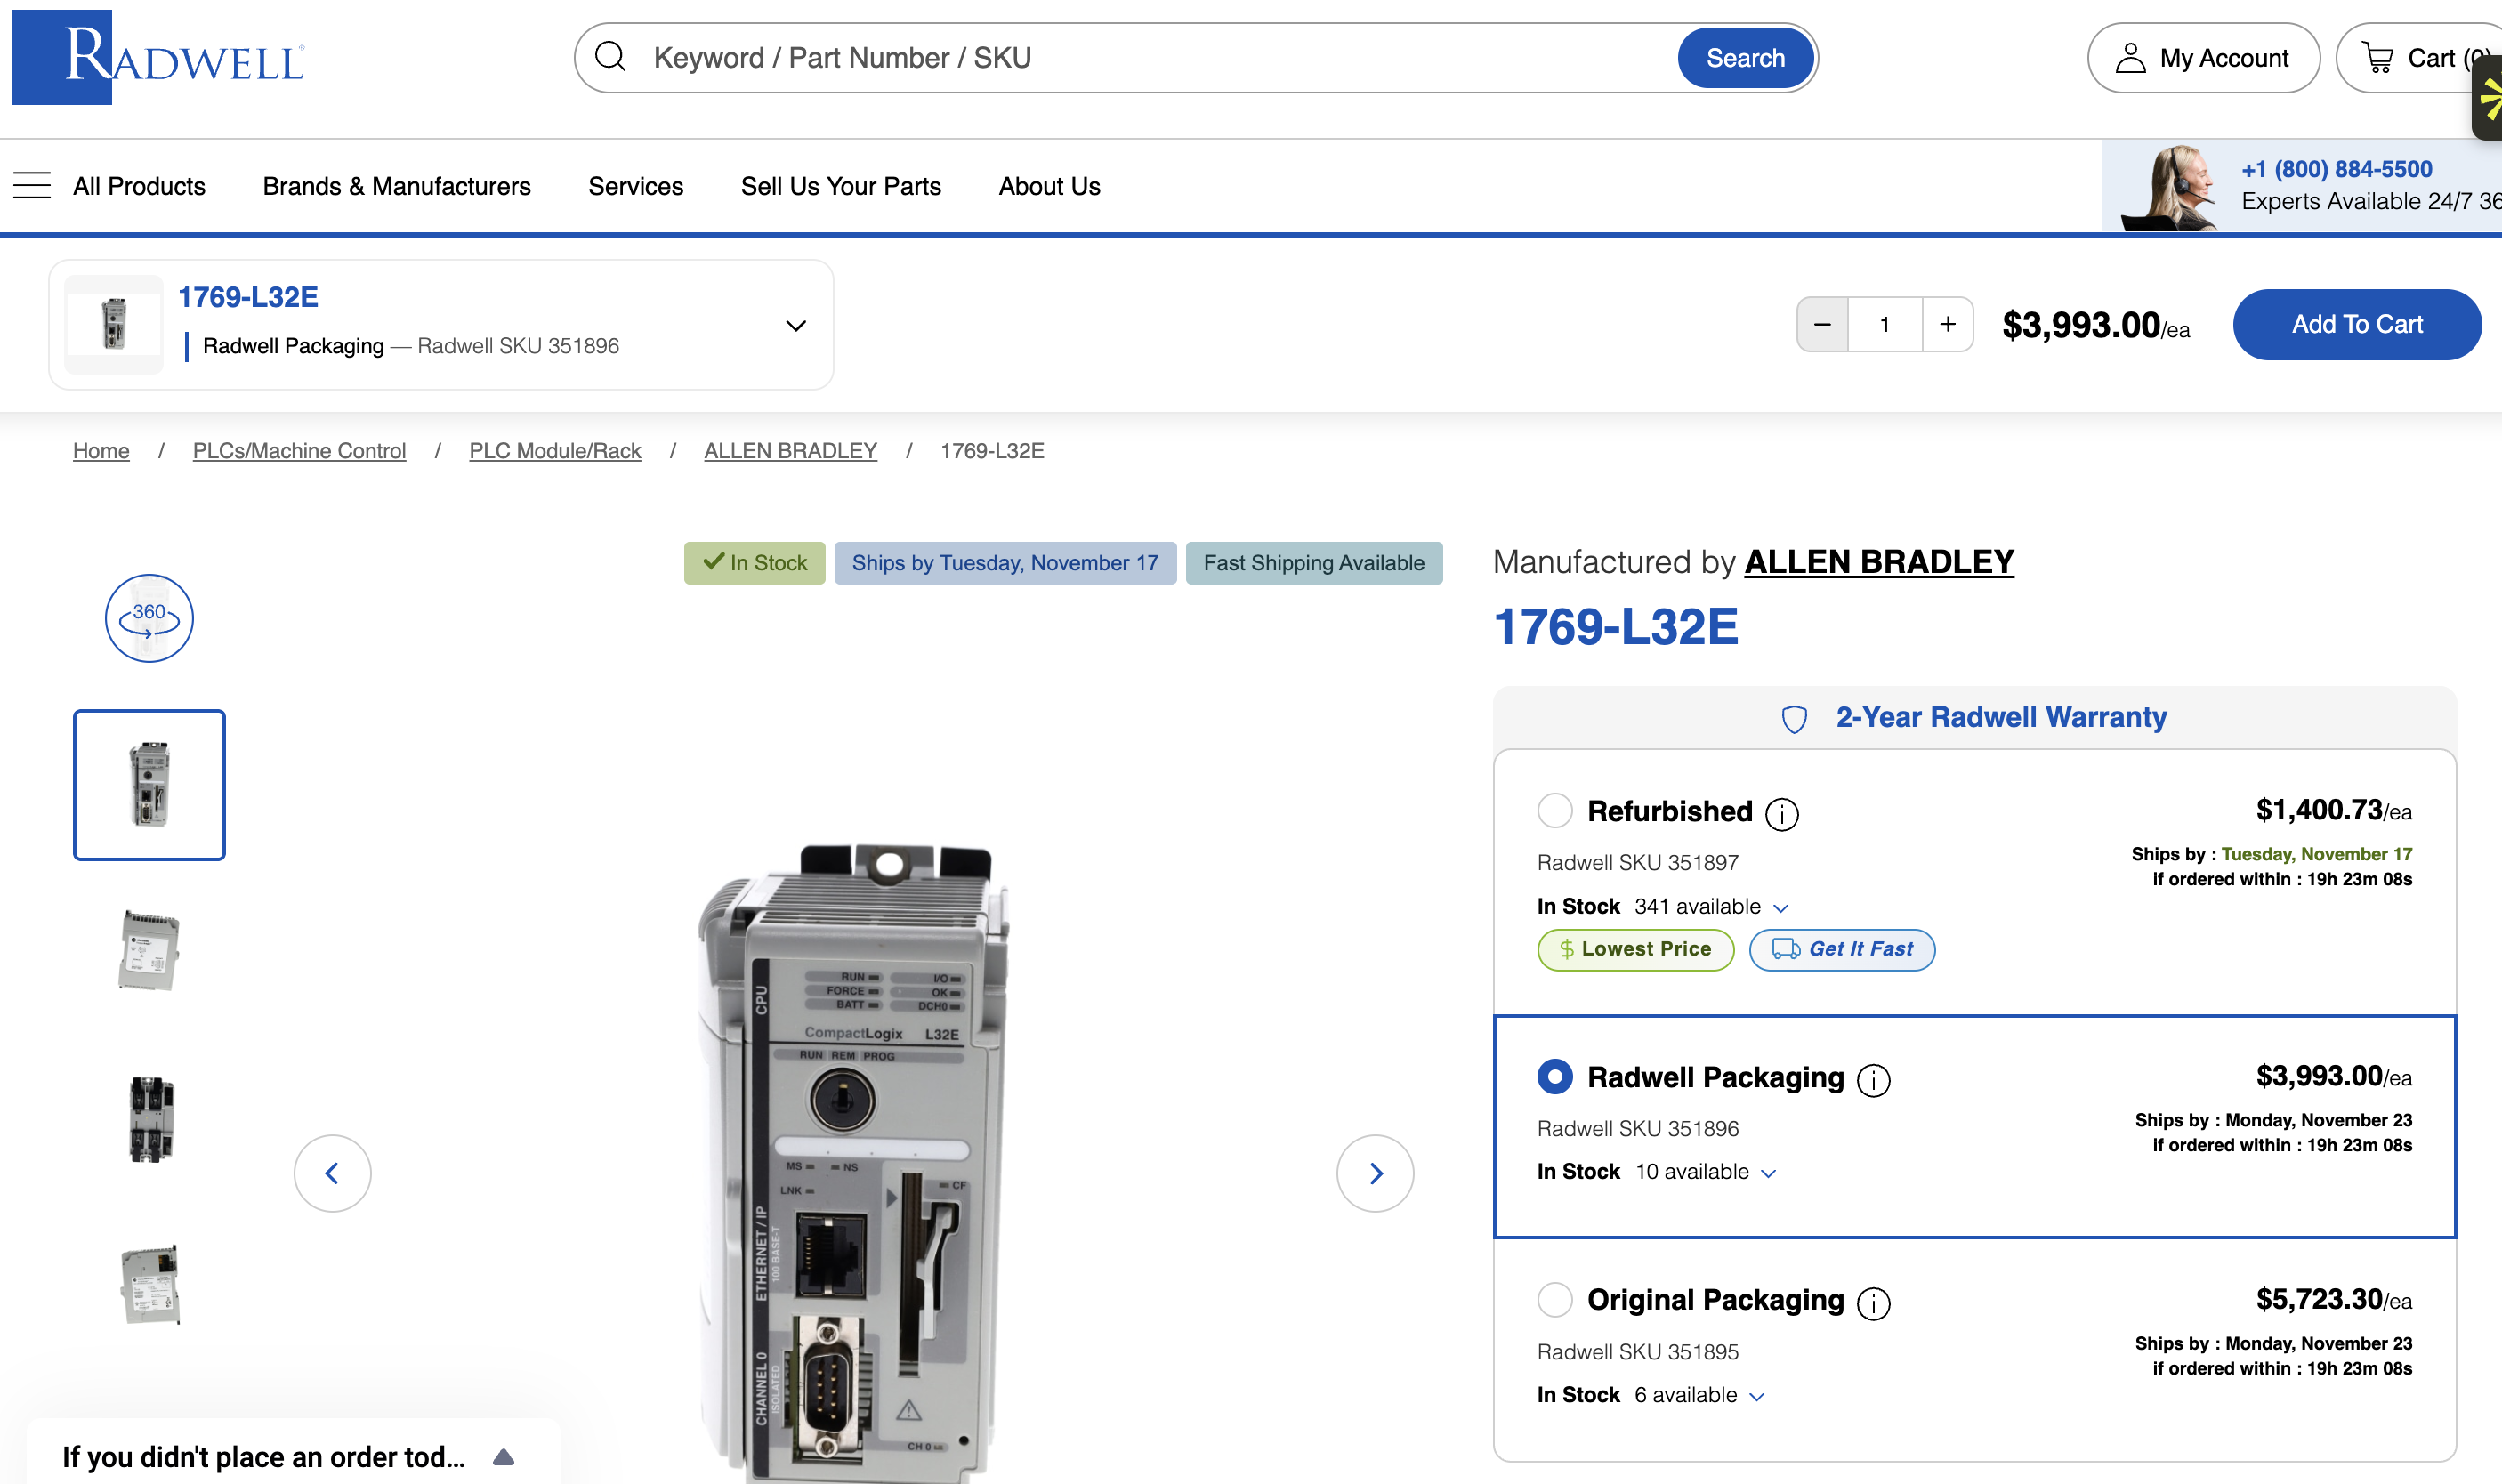 RADWELL
Keyword / Part Number / SKU
Search
My Account
Cart (0)
All Products
Brands & Manufacturers
Services
Sell Us Your Parts
About Us
+1 (800) 884-5500
Experts Available 24/7 36
1769-L32E
Radwell Packaging — Radwell SKU 351896
− 1 +
$3,993.00/ea
Add To Cart
Home / PLCs/Machine Control / PLC Module/Rack / ALLEN BRADLEY / 1769-L32E
In Stock
Ships by Tuesday, November 17
Fast Shipping Available
360
CPU
RUN
I/O
FORCE
OK
BATT
DCH0
CompactLogix L32E
RUN REM PROG
MS
NS
LNK
CF
ETHERNET / IP
100 BASE-T
CHANNEL 0
ISOLATED
CH 0
Manufactured by ALLEN BRADLEY
1769-L32E
2-Year Radwell Warranty
Refurbished
$1,400.73/ea
Radwell SKU 351897
Ships by : Tuesday, November 17
if ordered within : 19h 23m 08s
In Stock 341 available
$ Lowest Price
Get It Fast
Radwell Packaging
$3,993.00/ea
Radwell SKU 351896
Ships by : Monday, November 23
if ordered within : 19h 23m 08s
In Stock 10 available
Original Packaging
$5,723.30/ea
Radwell SKU 351895
Ships by : Monday, November 23
if ordered within : 19h 23m 08s
In Stock 6 available
If you didn't place an order tod...